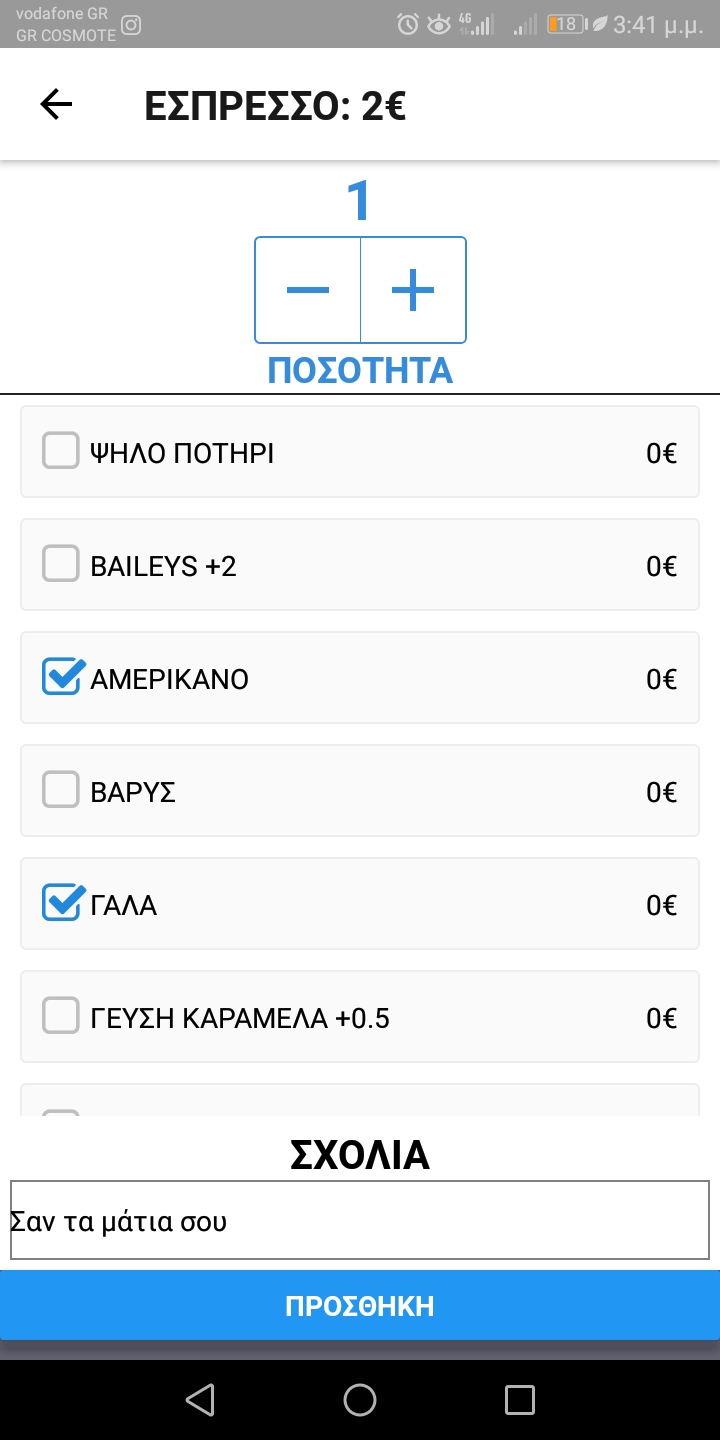 vodafone GR
GR COSMOTE
4G 18 3:41 μ.μ.
ΕΣΠΡΕΣΣΟ: 2€
1
ΠΟΣΟΤΗΤΑ
ΨΗΛΟ ΠΟΤΗΡΙ 0€
BAILEYS +2 0€
ΑΜΕΡΙΚΑΝΟ 0€
ΒΑΡΥΣ 0€
ΓΑΛΑ 0€
ΓΕΥΣΗ ΚΑΡΑΜΕΛΑ +0.5 0€
ΣΧΟΛΙΑ
Σαν τα μάτια σου
ΠΡΟΣΘΗΚΗ